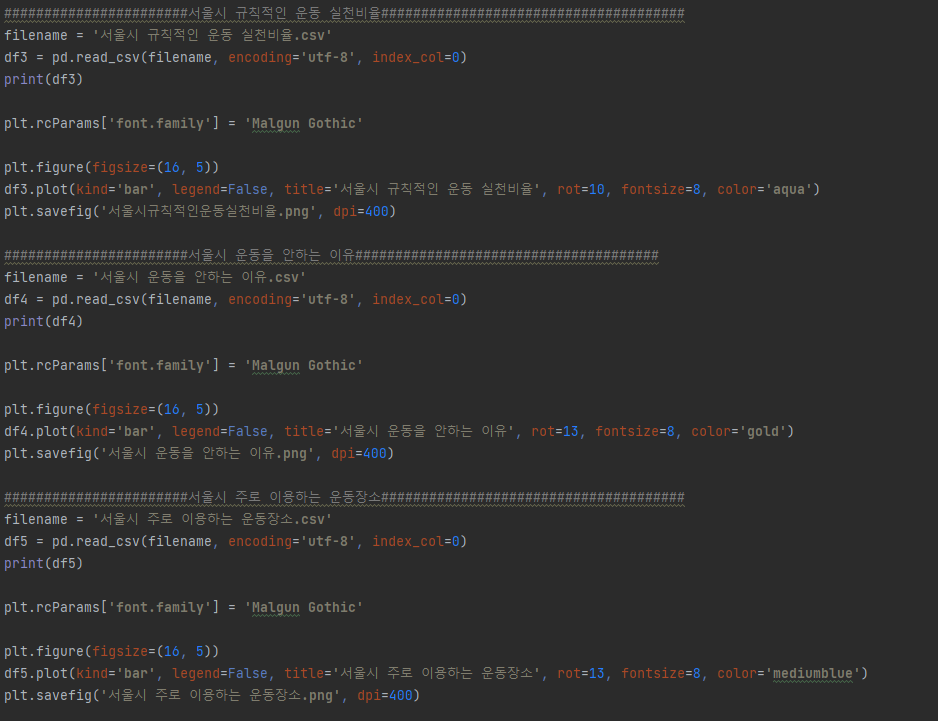 #######################서울시 규칙적인 운동 실천비율######################################
filename = '서울시 규칙적인 운동 실천비율.csv'
df3 = pd.read_csv(filename, encoding='utf-8', index_col=0)
print(df3)
plt.rcParams['font.family'] = 'Malgun Gothic'
plt.figure(figsize=(16, 5))
df3.plot(kind='bar', legend=False, title='서울시 규칙적인 운동 실천비율', rot=10, fontsize=8, color='aqua')
plt.savefig('서울시규칙적인운동실천비율.png', dpi=400)
#######################서울시 운동을 안하는 이유######################################
filename = '서울시 운동을 안하는 이유.csv'
df4 = pd.read_csv(filename, encoding='utf-8', index_col=0)
print(df4)
plt.rcParams['font.family'] = 'Malgun Gothic'
plt.figure(figsize=(16, 5))
df4.plot(kind='bar', legend=False, title='서울시 운동을 안하는 이유', rot=13, fontsize=8, color='gold')
plt.savefig('서울시 운동을 안하는 이유.png', dpi=400)
#######################서울시 주로 이용하는 운동장소######################################
filename = '서울시 주로 이용하는 운동장소.csv'
df5 = pd.read_csv(filename, encoding='utf-8', index_col=0)
print(df5)
plt.rcParams['font.family'] = 'Malgun Gothic'
plt.figure(figsize=(16, 5))
df5.plot(kind='bar', legend=False, title='서울시 주로 이용하는 운동장소', rot=13, fontsize=8, color='mediumblue')
plt.savefig('서울시 주로 이용하는 운동장소.png', dpi=400)